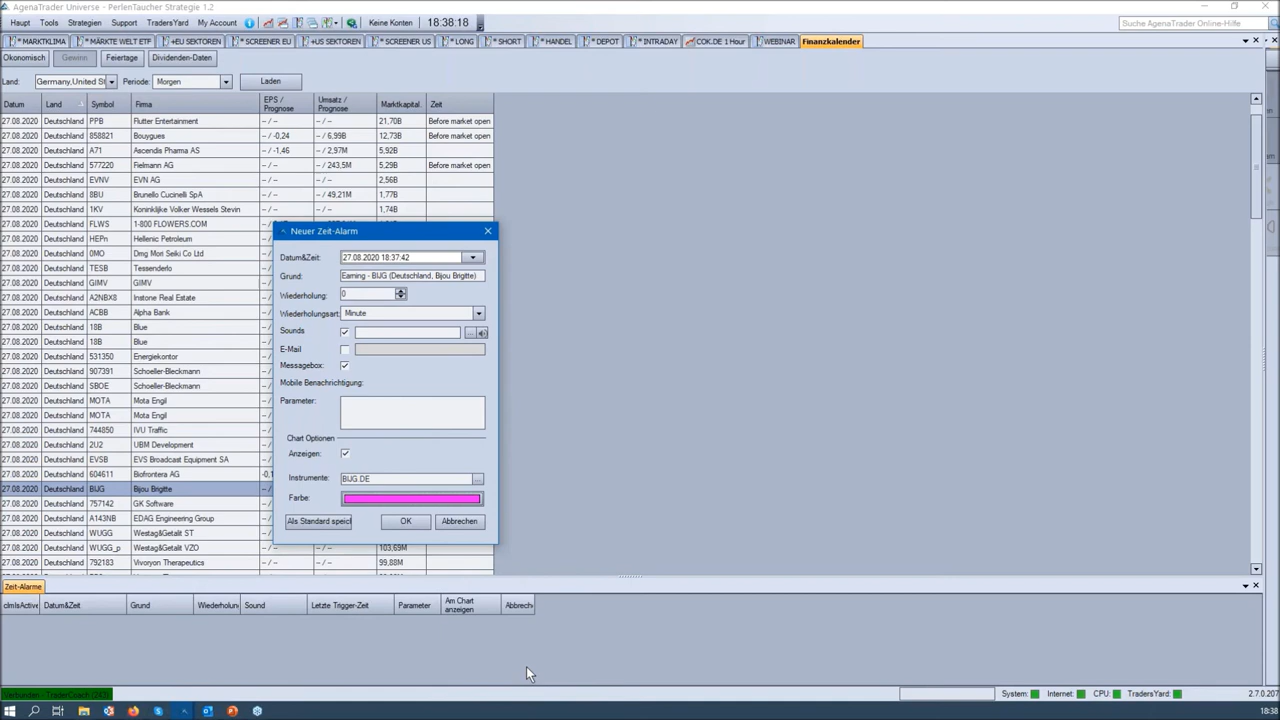 AgenaTrader Universe - PerlenTaucher Strategie 1.2
Haupt Tools Strategien Support TradersYard My Account Keine Konten 18:38:18 Suche AgenaTrader Online-Hilfe
* MARKTKLIMA * MÄRKTE WELT ETF +EU SEKTOREN * SCREENER EU +US SEKTOREN * SCREENER US * LONG * SHORT * HANDEL * DEPOT * INTRADAY COK.DE 1 Hour WEBINAR Finanzkalender
Ökonomisch Gewinn Feiertage Dividenden-Daten
Land: Germany,United St Periode: Morgen Laden
Datum Land Symbol Firma EPS / Prognose Umsatz / Prognose Marktkapital. Zeit
27.08.2020 Deutschland PPB Flutter Entertainment -- / -- -- / -- 21,70B Before market open
27.08.2020 Deutschland 858821 Bouygues -- / -0,24 -- / 6,99B 12,73B Before market open
27.08.2020 Deutschland A71 Ascendis Pharma AS -- / -1,46 -- / 2,97M 5,92B
27.08.2020 Deutschland 577220 Fielmann AG -- / -- -- / 243,5M 5,29B Before market open
27.08.2020 Deutschland EVNV EVN AG -- / -- -- / -- 2,56B
27.08.2020 Deutschland 8BU Brunello Cucinelli SpA -- / -- -- / 49,21M 1,77B
27.08.2020 Deutschland 1KV Koninklijke Volker Wessels Stevin -- / -- -- / -- 1,74B
27.08.2020 Deutschland FLWS 1-800 FLOWERS.COM
27.08.2020 Deutschland HEPn Hellenic Petroleum
27.08.2020 Deutschland 0MO Dmg Mori Seiki Co Ltd
27.08.2020 Deutschland TESB Tessenderlo
27.08.2020 Deutschland GIMV GIMV
27.08.2020 Deutschland A2NBX8 Instone Real Estate
27.08.2020 Deutschland ACBB Alpha Bank
27.08.2020 Deutschland 18B Blue
27.08.2020 Deutschland 18B Blue
27.08.2020 Deutschland 531350 Energiekontor
27.08.2020 Deutschland 907391 Schoeller-Bleckmann
27.08.2020 Deutschland SBOE Schoeller-Bleckmann
27.08.2020 Deutschland MOTA Mota Engil
27.08.2020 Deutschland MOTA Mota Engil
27.08.2020 Deutschland 744850 IVU Traffic
27.08.2020 Deutschland 2U2 UBM Development
27.08.2020 Deutschland EVSB EVS Broadcast Equipment SA
27.08.2020 Deutschland 604611 Biofrontera AG
27.08.2020 Deutschland BIJG Bijou Brigitte
27.08.2020 Deutschland 757142 GK Software
27.08.2020 Deutschland A143NB EDAG Engineering Group
27.08.2020 Deutschland WUGG Westag&Getalit ST
27.08.2020 Deutschland WUGG_p Westag&Getalit VZO -- / -- -- / -- 103,69M
27.08.2020 Deutschland 792183 Vivoryon Therapeutics -- / -- -- / -- 99,88M
Neuer Zeit-Alarm
Datum&Zeit: 27.08.2020 18:37:42
Grund: Earning - BIJG (Deutschland, Bijou Brigitte)
Wiederholung: 0
Wiederholungsart: Minute
Sounds ...
E-Mail
Messagebox:
Mobile Benachrichtigung:
Parameter:
Chart Optionen
Anzeigen:
Instrumente: BIJG.DE ...
Farbe:
Als Standard speich OK Abbrechen
Zeit-Alarme
clmIsActive Datum&Zeit Grund Wiederholun Sound Letzte Trigger-Zeit Parameter Am Chart anzeigen Abbreche
Verbunden - TraderCoach (243) System: Internet: CPU: TradersYard: 2.7.0.207
18:38